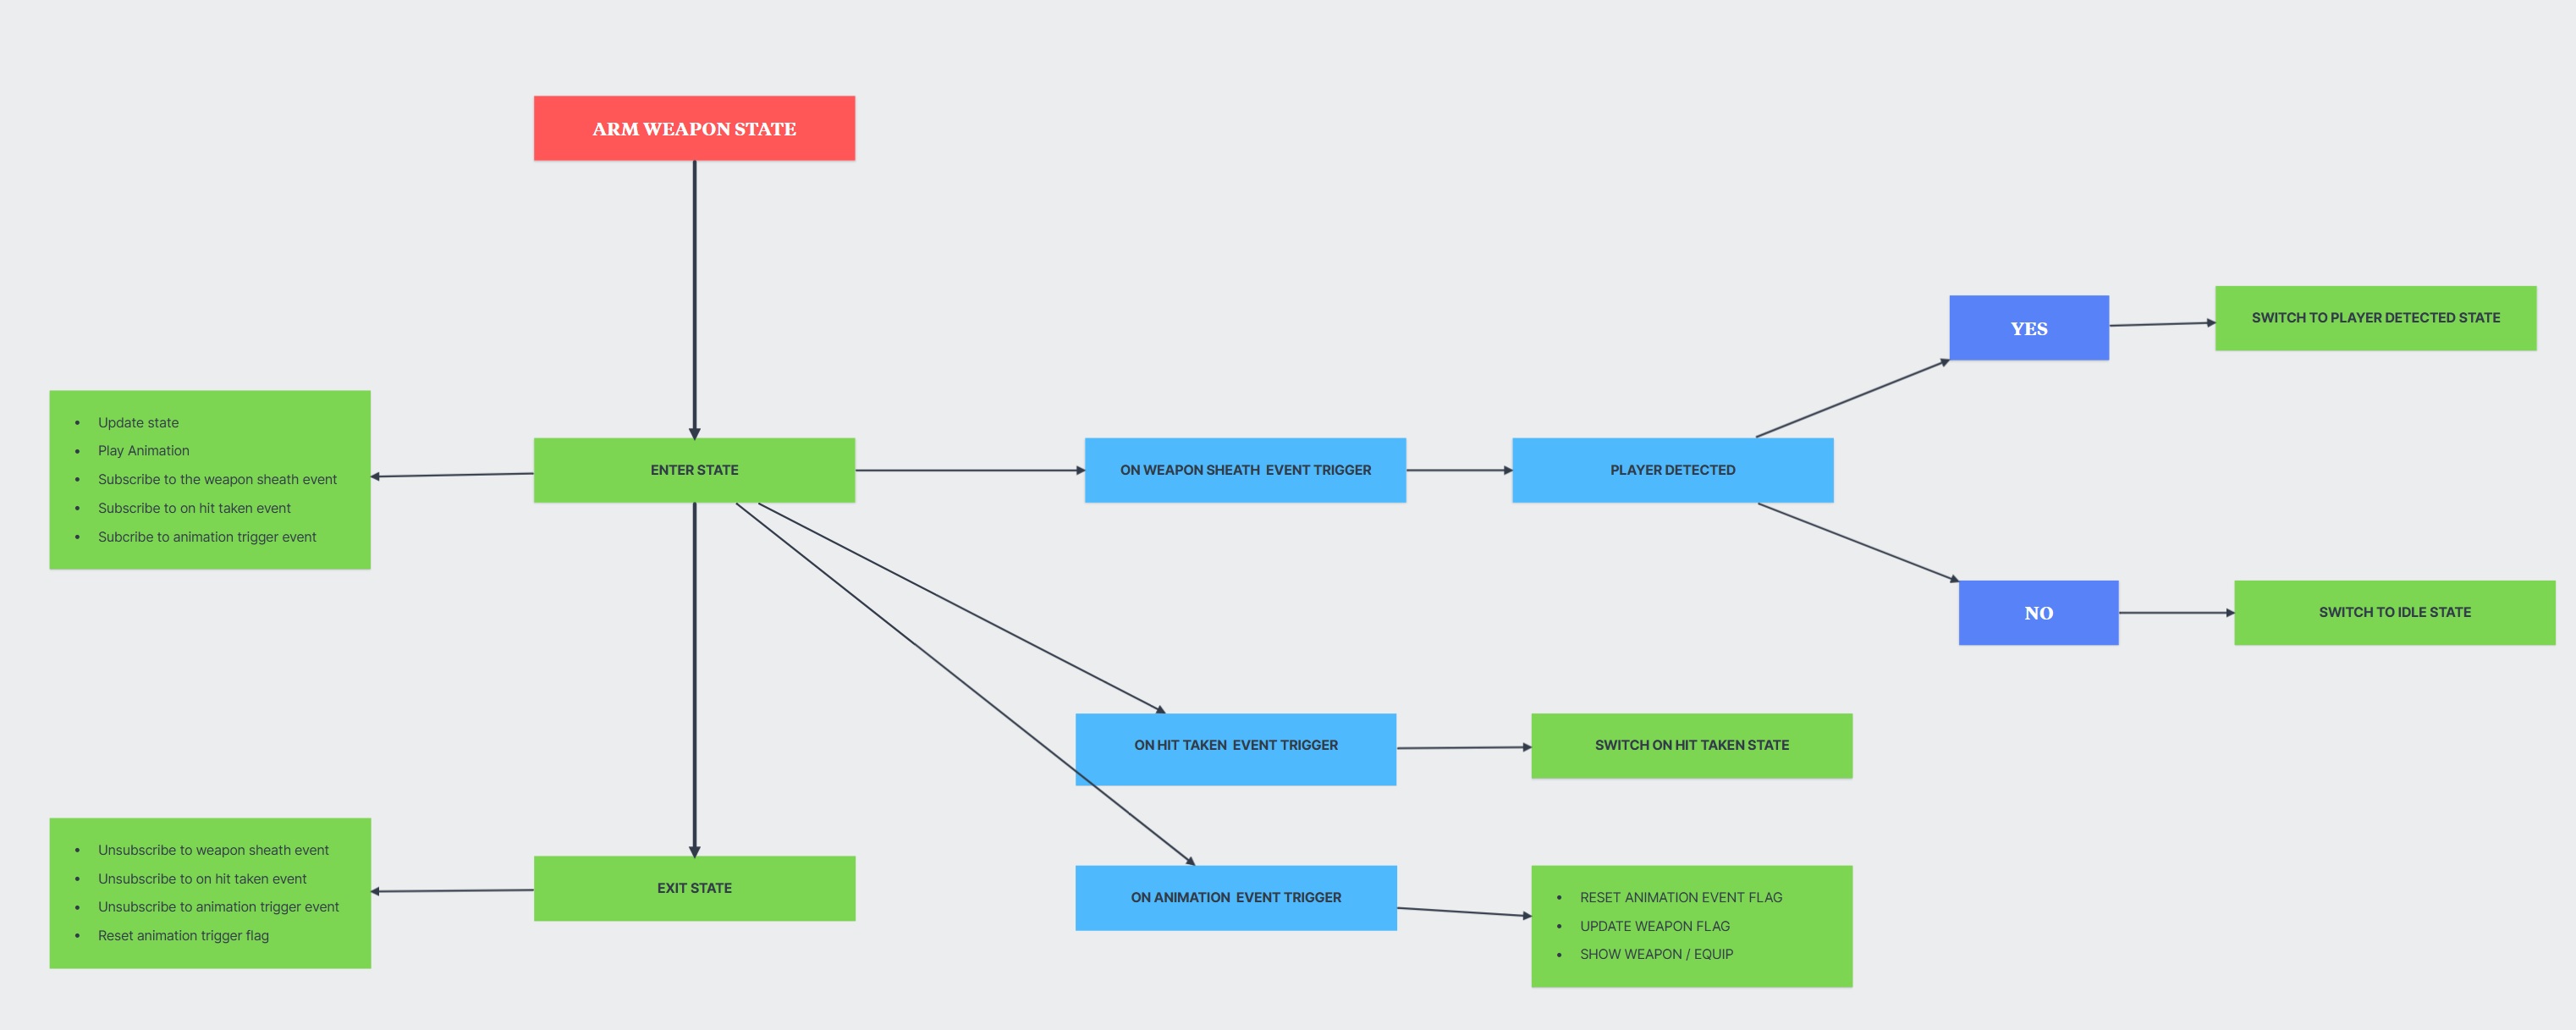 ARM WEAPON STATE
YES
SWITCH TO PLAYER DETECTED STATE
• Update state
• Play Animation
• Subscribe to the weapon sheath event
• Subscribe to on hit taken event
• Subcribe to animation trigger event
ENTER STATE
ON WEAPON SHEATH  EVENT TRIGGER
PLAYER DETECTED
NO
SWITCH TO IDLE STATE
ON HIT TAKEN  EVENT TRIGGER
SWITCH ON HIT TAKEN STATE
• Unsubscribe to weapon sheath event
• Unsubscribe to on hit taken event
• Unsubscribe to animation trigger event
• Reset animation trigger flag
EXIT STATE
ON ANIMATION  EVENT TRIGGER
• RESET ANIMATION EVENT FLAG
• UPDATE WEAPON FLAG
• SHOW WEAPON / EQUIP